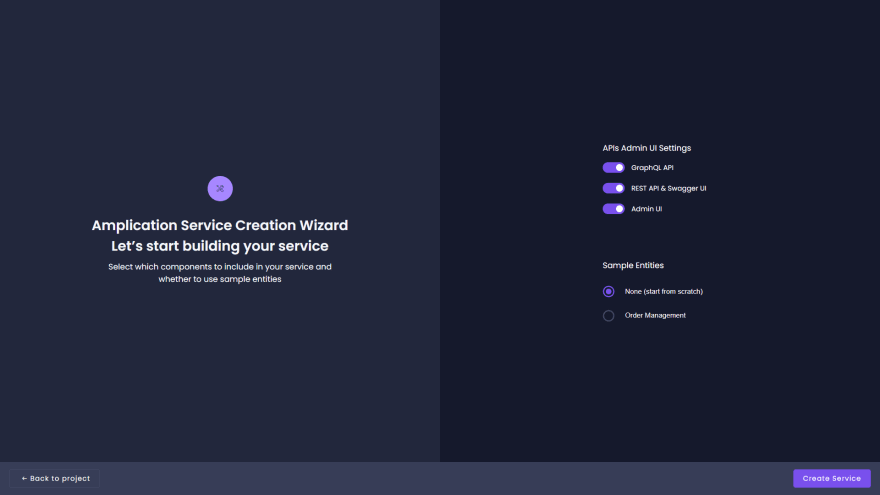 Amplication Service Creation Wizard
Let’s start building your service
Select which components to include in your service and
whether to use sample entities
APIs Admin UI Settings
GraphQL API
REST API & Swagger UI
Admin UI
Sample Entities
None (start from scratch)
Order Management
← Back to project
Create Service